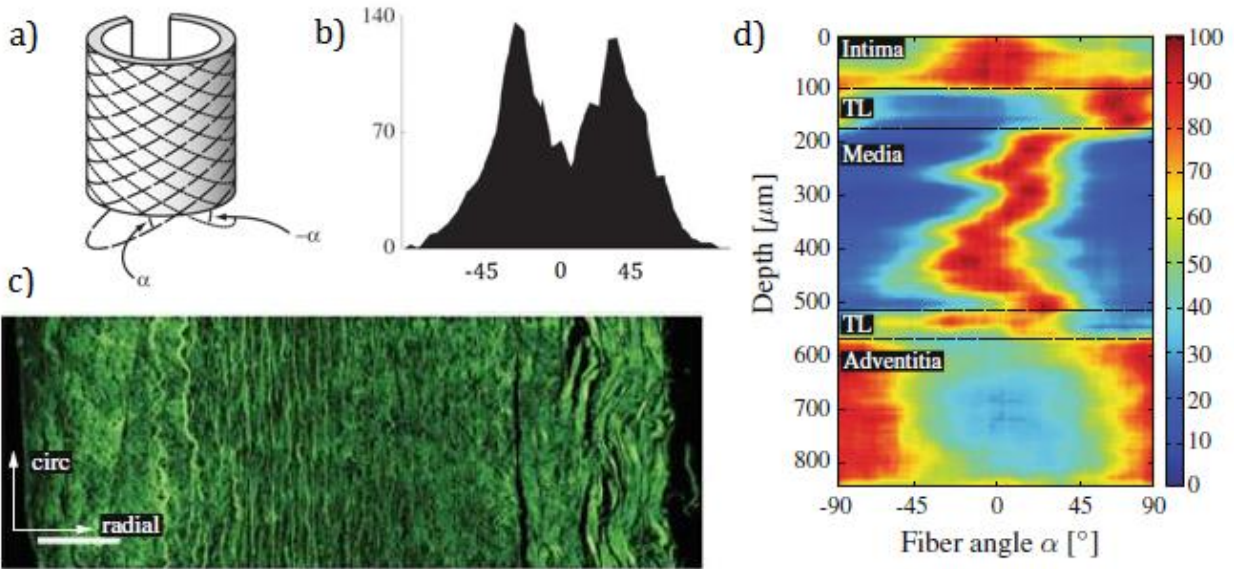 a)
α
−α
b)
140
70
0
-45 0 45
c)
circ
radial
d)
Depth [μm]
0
100
200
300
400
500
600
700
800
Intima
TL
Media
TL
Adventitia
-90 -45 0 45 90
Fiber angle α [°]
100
90
80
70
60
50
40
30
20
10
0